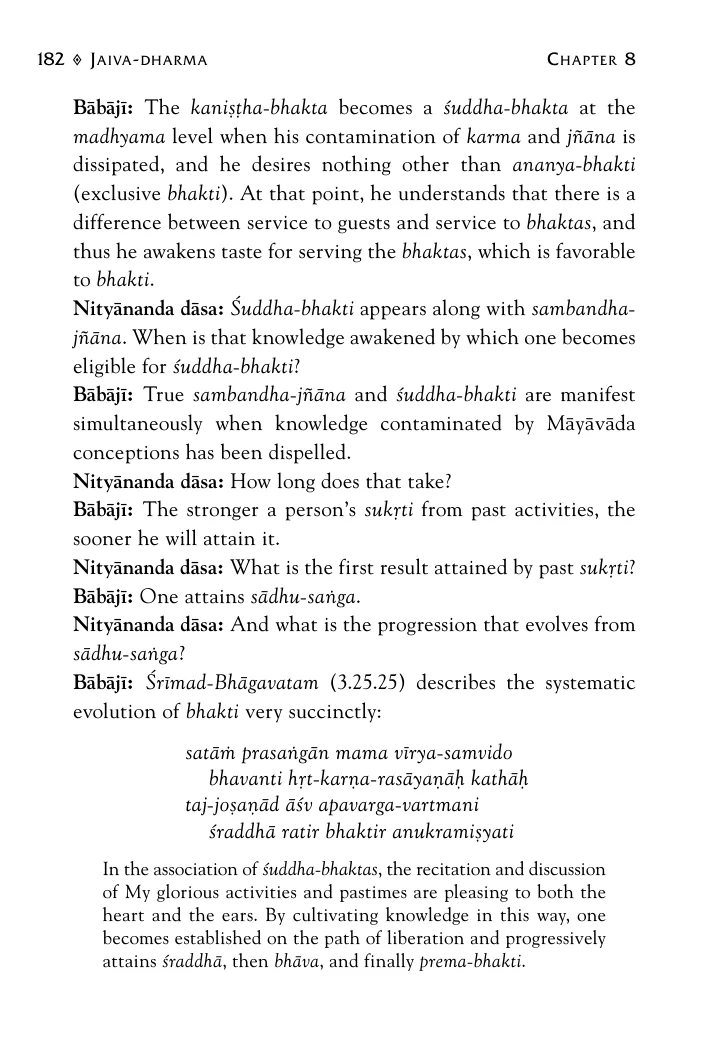 182 ◊ JAIVA-DHARMA CHAPTER 8
Bābājī: The kaniṣṭha-bhakta becomes a śuddha-bhakta at the
madhyama level when his contamination of karma and jñāna is
dissipated, and he desires nothing other than ananya-bhakti
(exclusive bhakti). At that point, he understands that there is a
difference between service to guests and service to bhaktas, and
thus he awakens taste for serving the bhaktas, which is favorable
to bhakti.
Nityānanda dāsa: Śuddha-bhakti appears along with sambandha-
jñāna. When is that knowledge awakened by which one becomes
eligible for śuddha-bhakti?
Bābājī: True sambandha-jñāna and śuddha-bhakti are manifest
simultaneously when knowledge contaminated by Māyāvāda
conceptions has been dispelled.
Nityānanda dāsa: How long does that take?
Bābājī: The stronger a person's sukṛti from past activities, the
sooner he will attain it.
Nityānanda dāsa: What is the first result attained by past sukṛti?
Bābājī: One attains sādhu-saṅga.
Nityānanda dāsa: And what is the progression that evolves from
sādhu-saṅga?
Bābājī: Śrīmad-Bhāgavatam (3.25.25) describes the systematic
evolution of bhakti very succinctly:
satāṁ prasaṅgān mama vīrya-samvido
bhavanti hṛt-karṇa-rasāyaṇāḥ kathāḥ
taj-joṣaṇād āśv apavarga-vartmani
śraddhā ratir bhaktir anukramiṣyati
In the association of śuddha-bhaktas, the recitation and discussion
of My glorious activities and pastimes are pleasing to both the
heart and the ears. By cultivating knowledge in this way, one
becomes established on the path of liberation and progressively
attains śraddhā, then bhāva, and finally prema-bhakti.